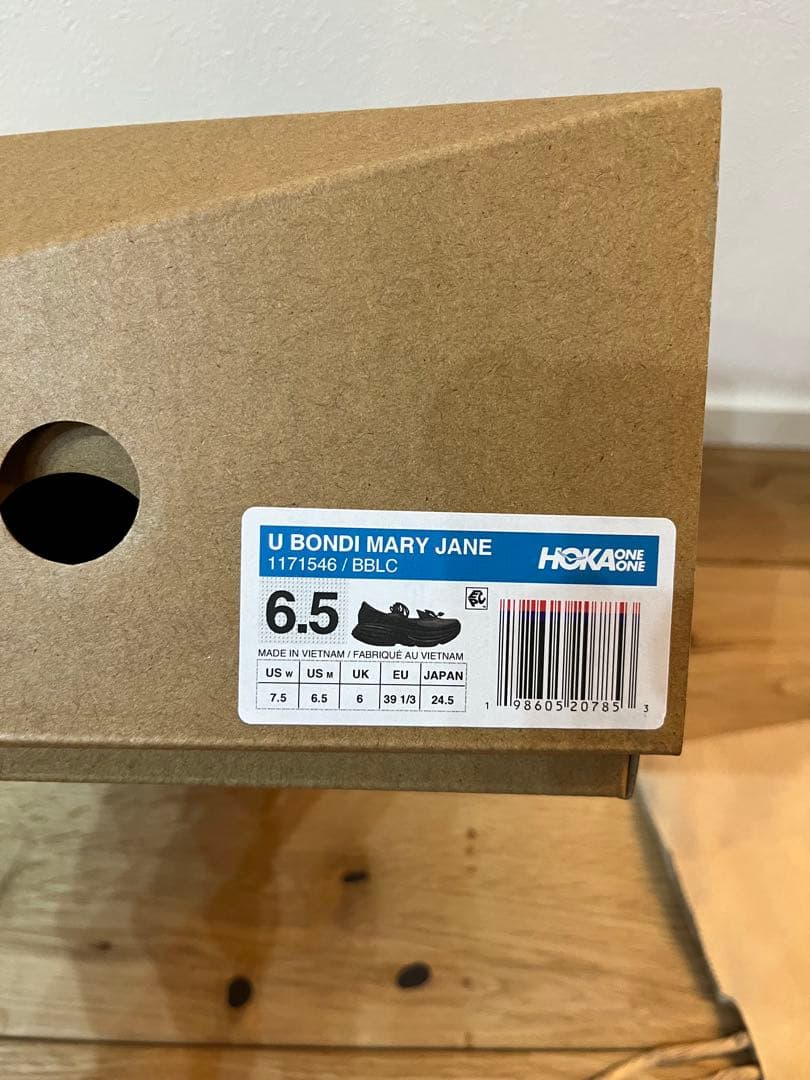 U BONDI MARY JANE
1171546 / BBLC
HOKA ONE ONE
6.5
MADE IN VIETNAM / FABRIQUÉ AU VIETNAM
US W US M UK EU JAPAN
7.5 6.5 6 39 1/3 24.5
1 98605 20785 3